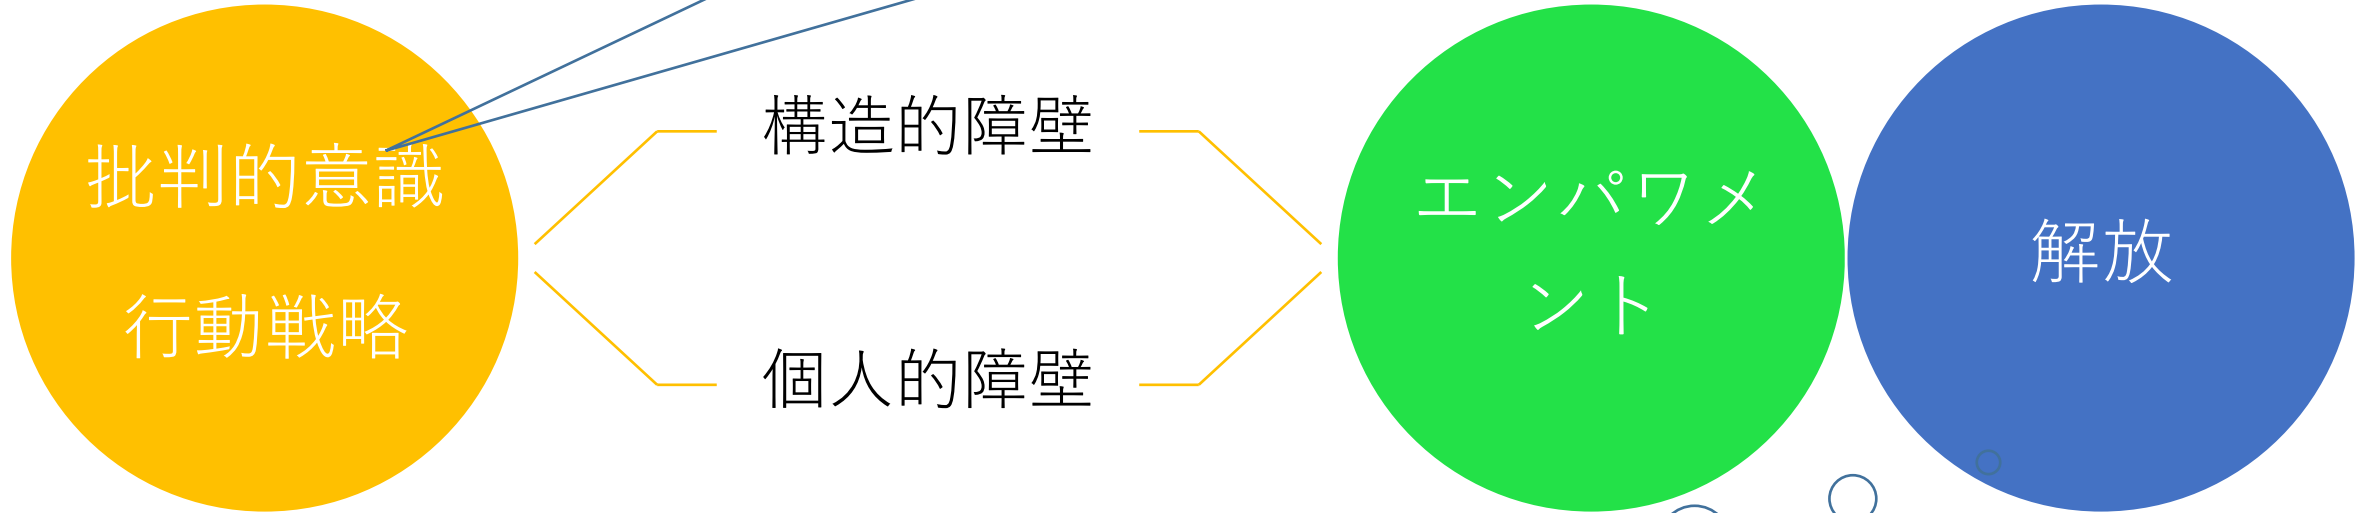 批判的意識
行動戦略
構造的障壁
個人的障壁
エンパワメ
ント
解放